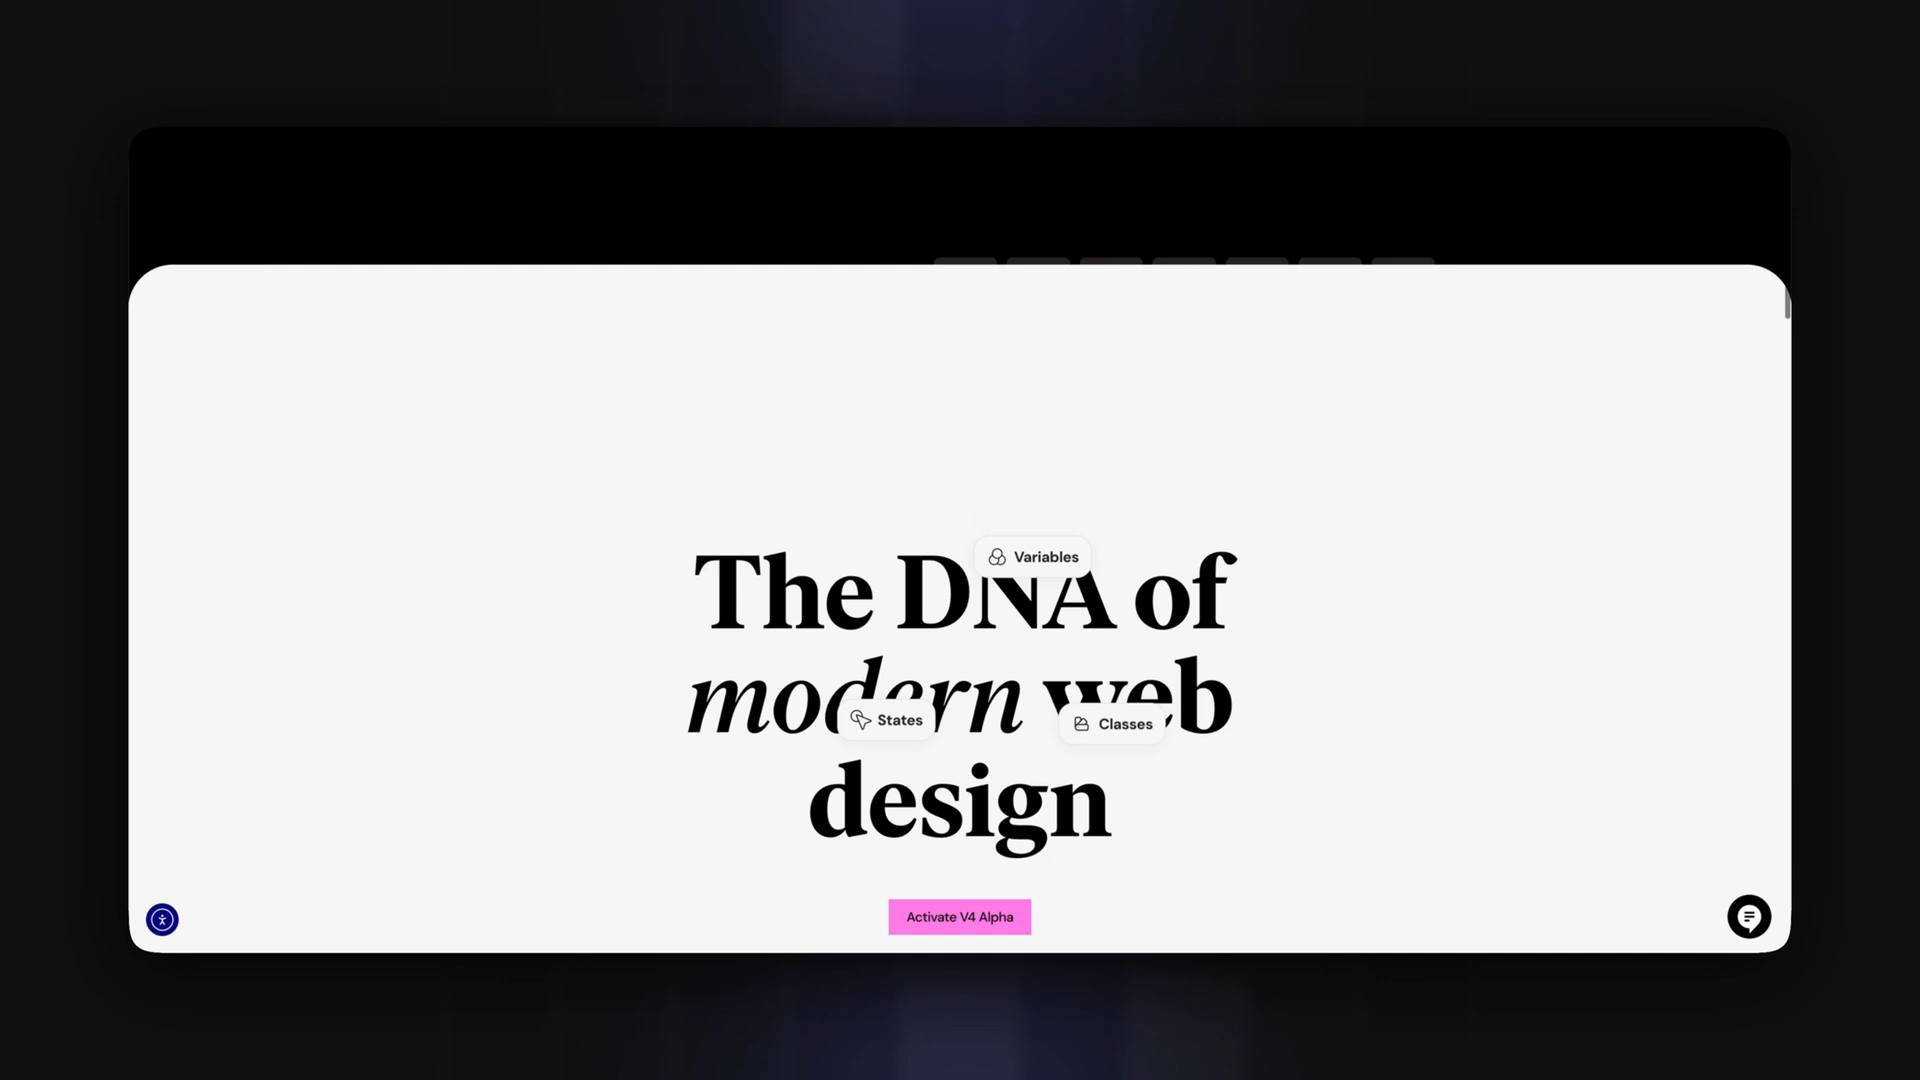 Variables
The DNA of
modern web
States
Classes
design
Activate V4 Alpha